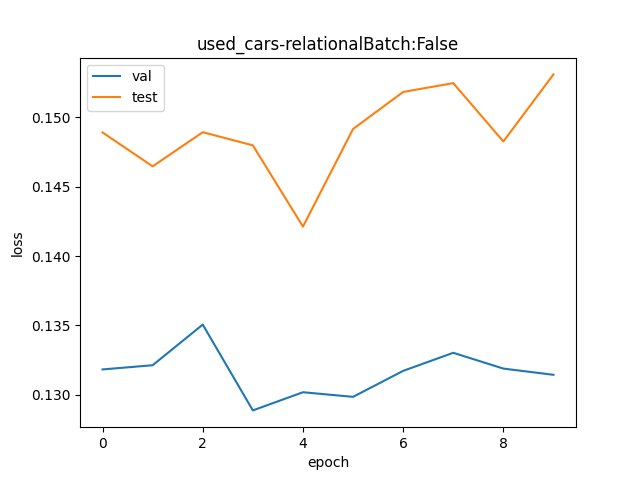 used_cars-relationalBatch:False
val
test
0.150
0.145
0.140
0.135
0.130
loss
0 2 4 6 8
epoch